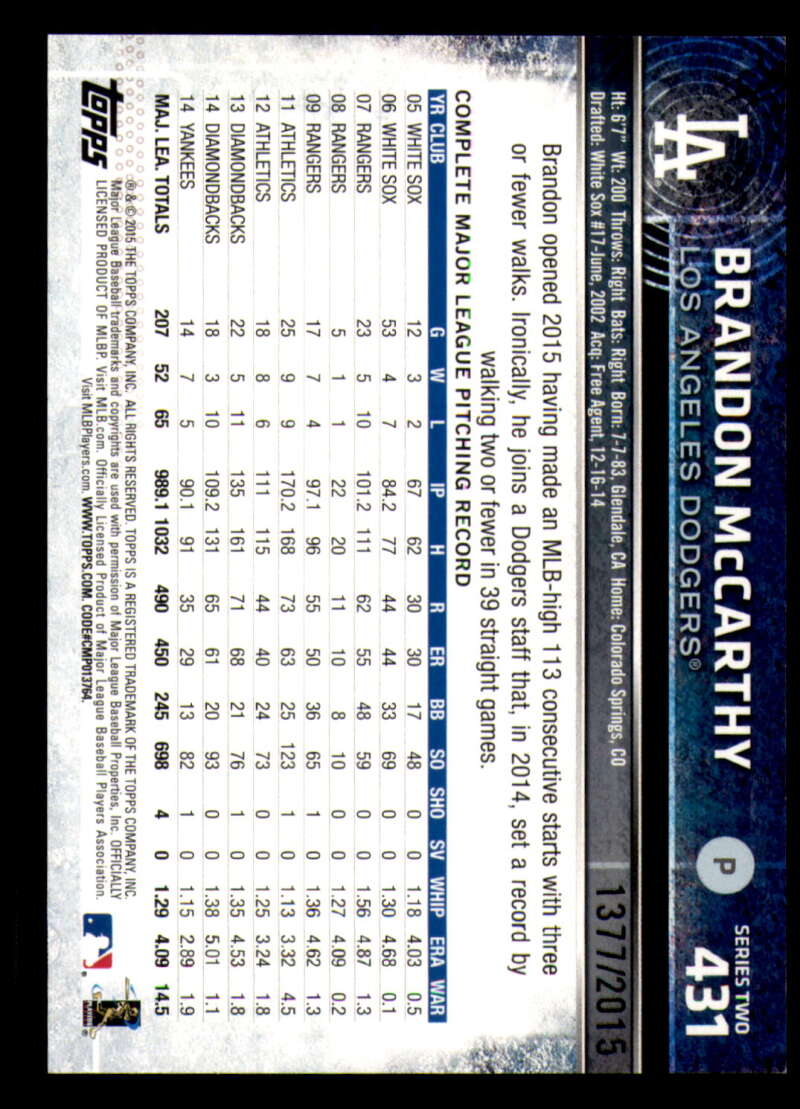 LA
BRANDON McCARTHY
LOS ANGELES DODGERS®
P
SERIES TWO
431
Ht: 6'7" Wt: 200 Throws: Right Bats: Right Born: 7-7-83, Glendale, CA Home: Colorado Springs, CO
Drafted: White Sox #17-June, 2002 Acq: Free Agent, 12-16-14
1377/2015
Brandon opened 2015 having made an MLB-high 113 consecutive starts with three
or fewer walks. Ironically, he joins a Dodgers staff that, in 2014, set a record by
walking two or fewer in 39 straight games.
COMPLETE MAJOR LEAGUE PITCHING RECORD
YR CLUB G W L IP H R ER BB SO SHO SV WHIP ERA WAR
05 WHITE SOX 12 3 2 67 62 30 30 17 48 0 0 1.18 4.03 0.5
06 WHITE SOX 53 4 7 84.2 77 44 44 33 69 0 0 1.30 4.68 0.1
07 RANGERS 23 5 10 101.2 111 62 55 48 59 0 0 1.56 4.87 1.3
08 RANGERS 5 1 1 22 20 11 10 8 10 0 0 1.27 4.09 0.2
09 RANGERS 17 7 4 97.1 96 55 50 36 65 1 0 1.36 4.62 1.3
11 ATHLETICS 25 9 9 170.2 168 73 63 25 123 1 0 1.13 3.32 4.5
12 ATHLETICS 18 8 6 111 115 44 40 24 73 0 0 1.25 3.24 1.8
13 DIAMONDBACKS 22 5 11 135 161 71 68 21 76 1 0 1.35 4.53 1.8
14 DIAMONDBACKS 18 3 10 109.2 131 65 61 20 93 0 0 1.38 5.01 1.1
14 YANKEES 14 7 5 90.1 91 35 29 13 82 1 0 1.15 2.89 1.9
MAJ. LEA. TOTALS 207 52 65 989.1 1032 490 450 245 698 4 0 1.29 4.09 14.5
topps
® & © 2015 THE TOPPS COMPANY, INC. ALL RIGHTS RESERVED. TOPPS IS A REGISTERED TRADEMARK OF THE TOPPS COMPANY, INC.
Major League Baseball trademarks and copyrights are used with permission of Major League Baseball Properties, Inc. OFFICIALLY
LICENSED PRODUCT OF MLBP. Visit MLB.com. Officially Licensed Product of Major League Baseball Players Association.
Visit MLBPlayers.com. WWW.TOPPS.COM. CODE#CMP013764.